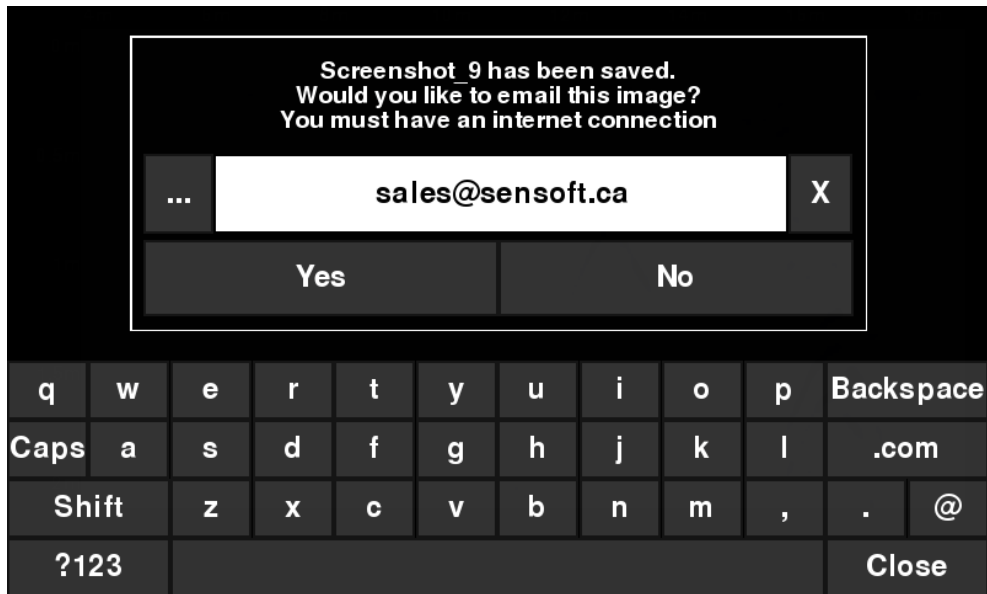 Screenshot_9 has been saved.
Would you like to email this image?
You must have an internet connection
... sales@sensoft.ca X
Yes No
q w e r t y u i o p Backspace
Caps a s d f g h j k l .com
Shift z x c v b n m , . @
?123 Close